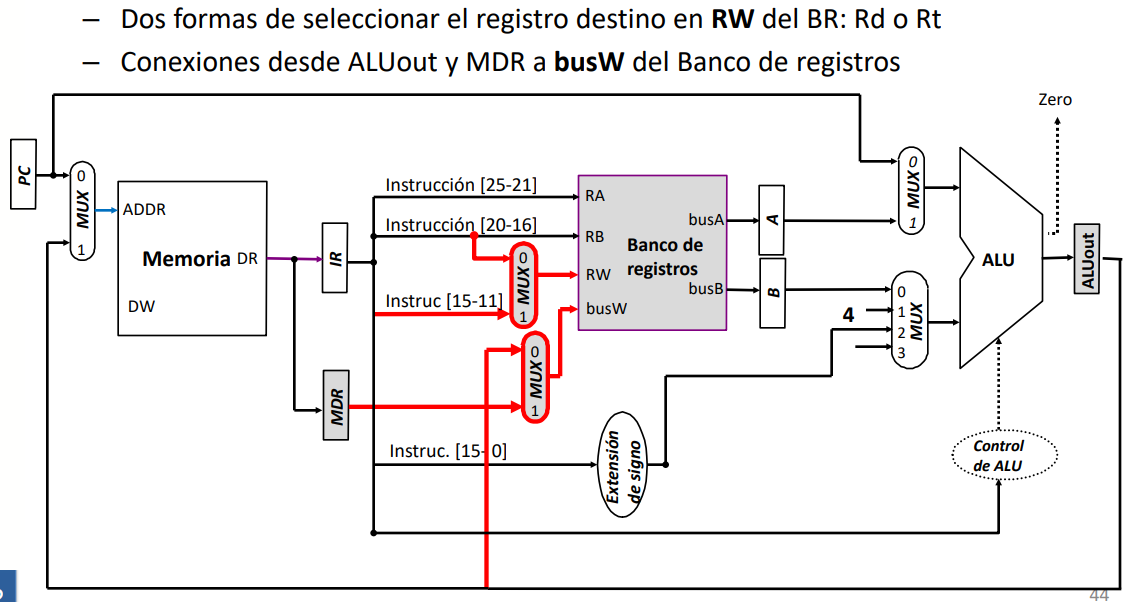 – Dos formas de seleccionar el registro destino en RW del BR: Rd o Rt
– Conexiones desde ALUout y MDR a busW del Banco de registros
Zero
PC
0
MUX
1
ADDR
Memoria
DR
DW
IR
MDR
Instrucción [25-21]
Instrucción [20-16]
Instruc [15-11]
Instruc. [15- 0]
0
MUX
1
0
MUX
1
RA
RB
RW
busW
Banco de
registros
busA
busB
A
B
Extensión
de signo
4
0
MUX
1
0
1
2
3
MUX
ALU
ALUout
Control
de ALU
44